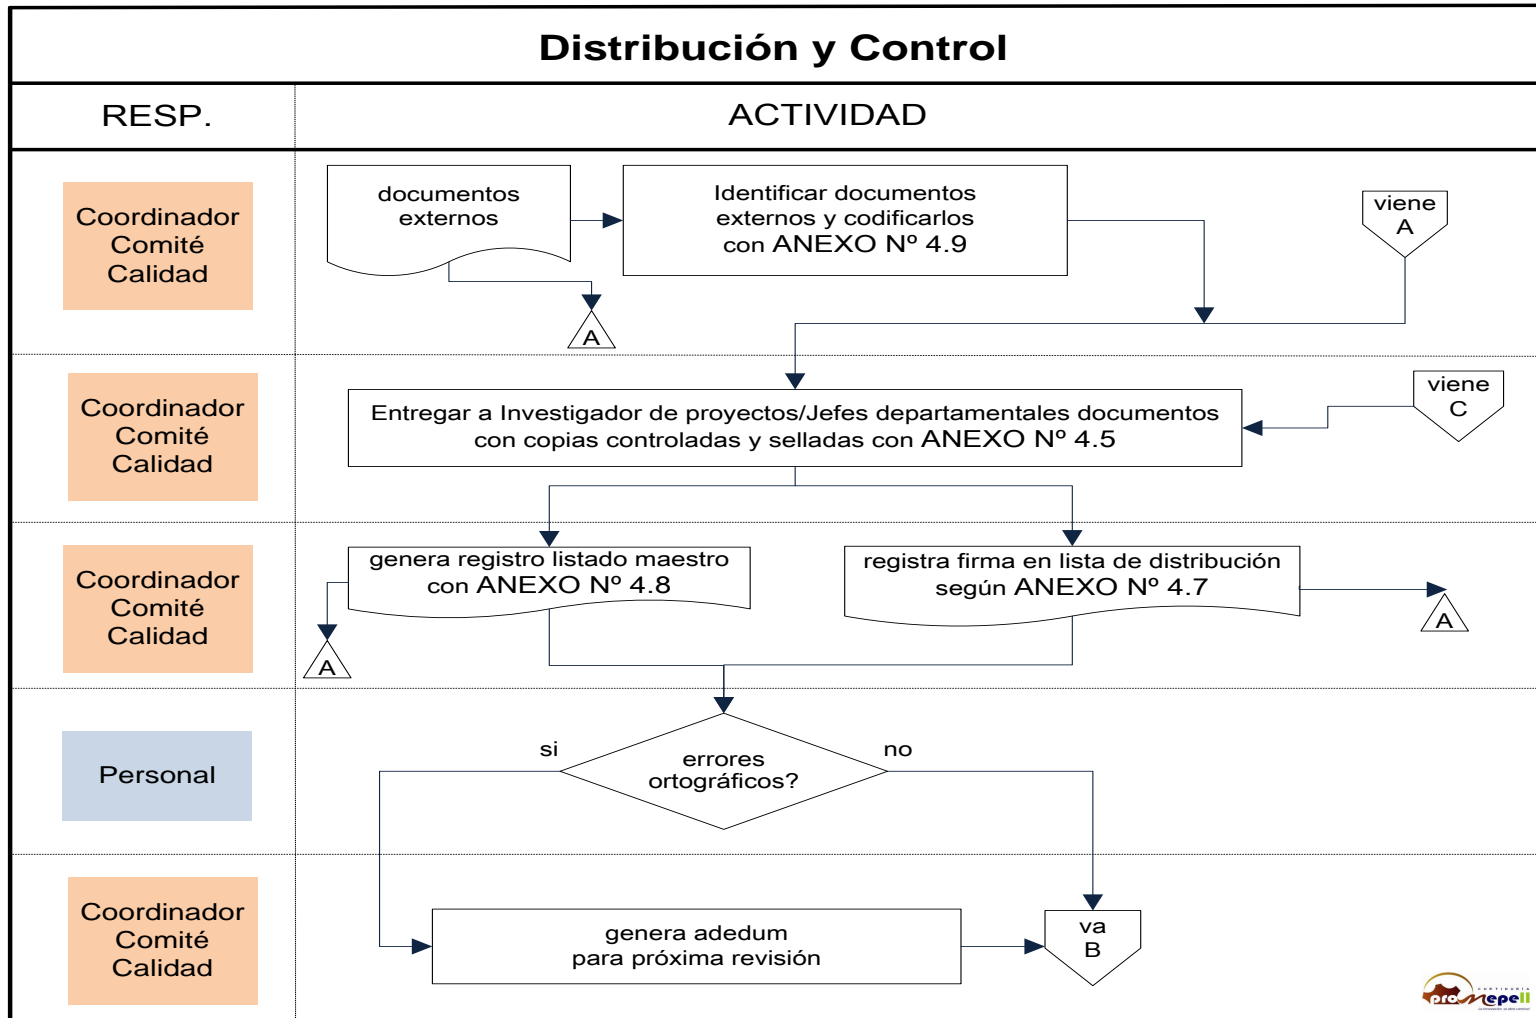 Distribución y Control
RESP.
ACTIVIDAD
Coordinador
Comité
Calidad
documentos
externos
Identificar documentos
externos y codificarlos
con ANEXO Nº 4.9
viene
A
A
Coordinador
Comité
Calidad
Entregar a Investigador de proyectos/Jefes departamentales documentos
con copias controladas y selladas con ANEXO Nº 4.5
viene
C
Coordinador
Comité
Calidad
genera registro listado maestro
con ANEXO Nº 4.8
registra firma en lista de distribución
según ANEXO Nº 4.7
A
A
Personal
si
errores
ortográficos?
no
Coordinador
Comité
Calidad
genera adedum
para próxima revisión
va
B
CURTIDURÍA
promepell